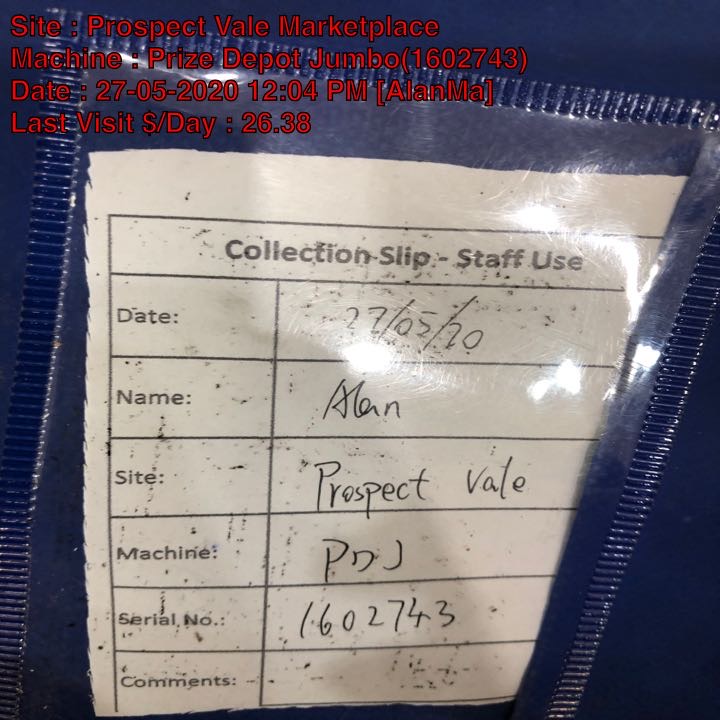 Site : Prospect Vale Marketplace
Machine : Prize Depot Jumbo(1602743)
Date : 27-05-2020 12:04 PM [AlanMa]
Last Visit $/Day : 26.38
Collection Slip - Staff Use
Date: 27/05/20
Name: Alan
Site: Prospect Vale
Machine: PDJ
Serial No.: 1602743
Comments: